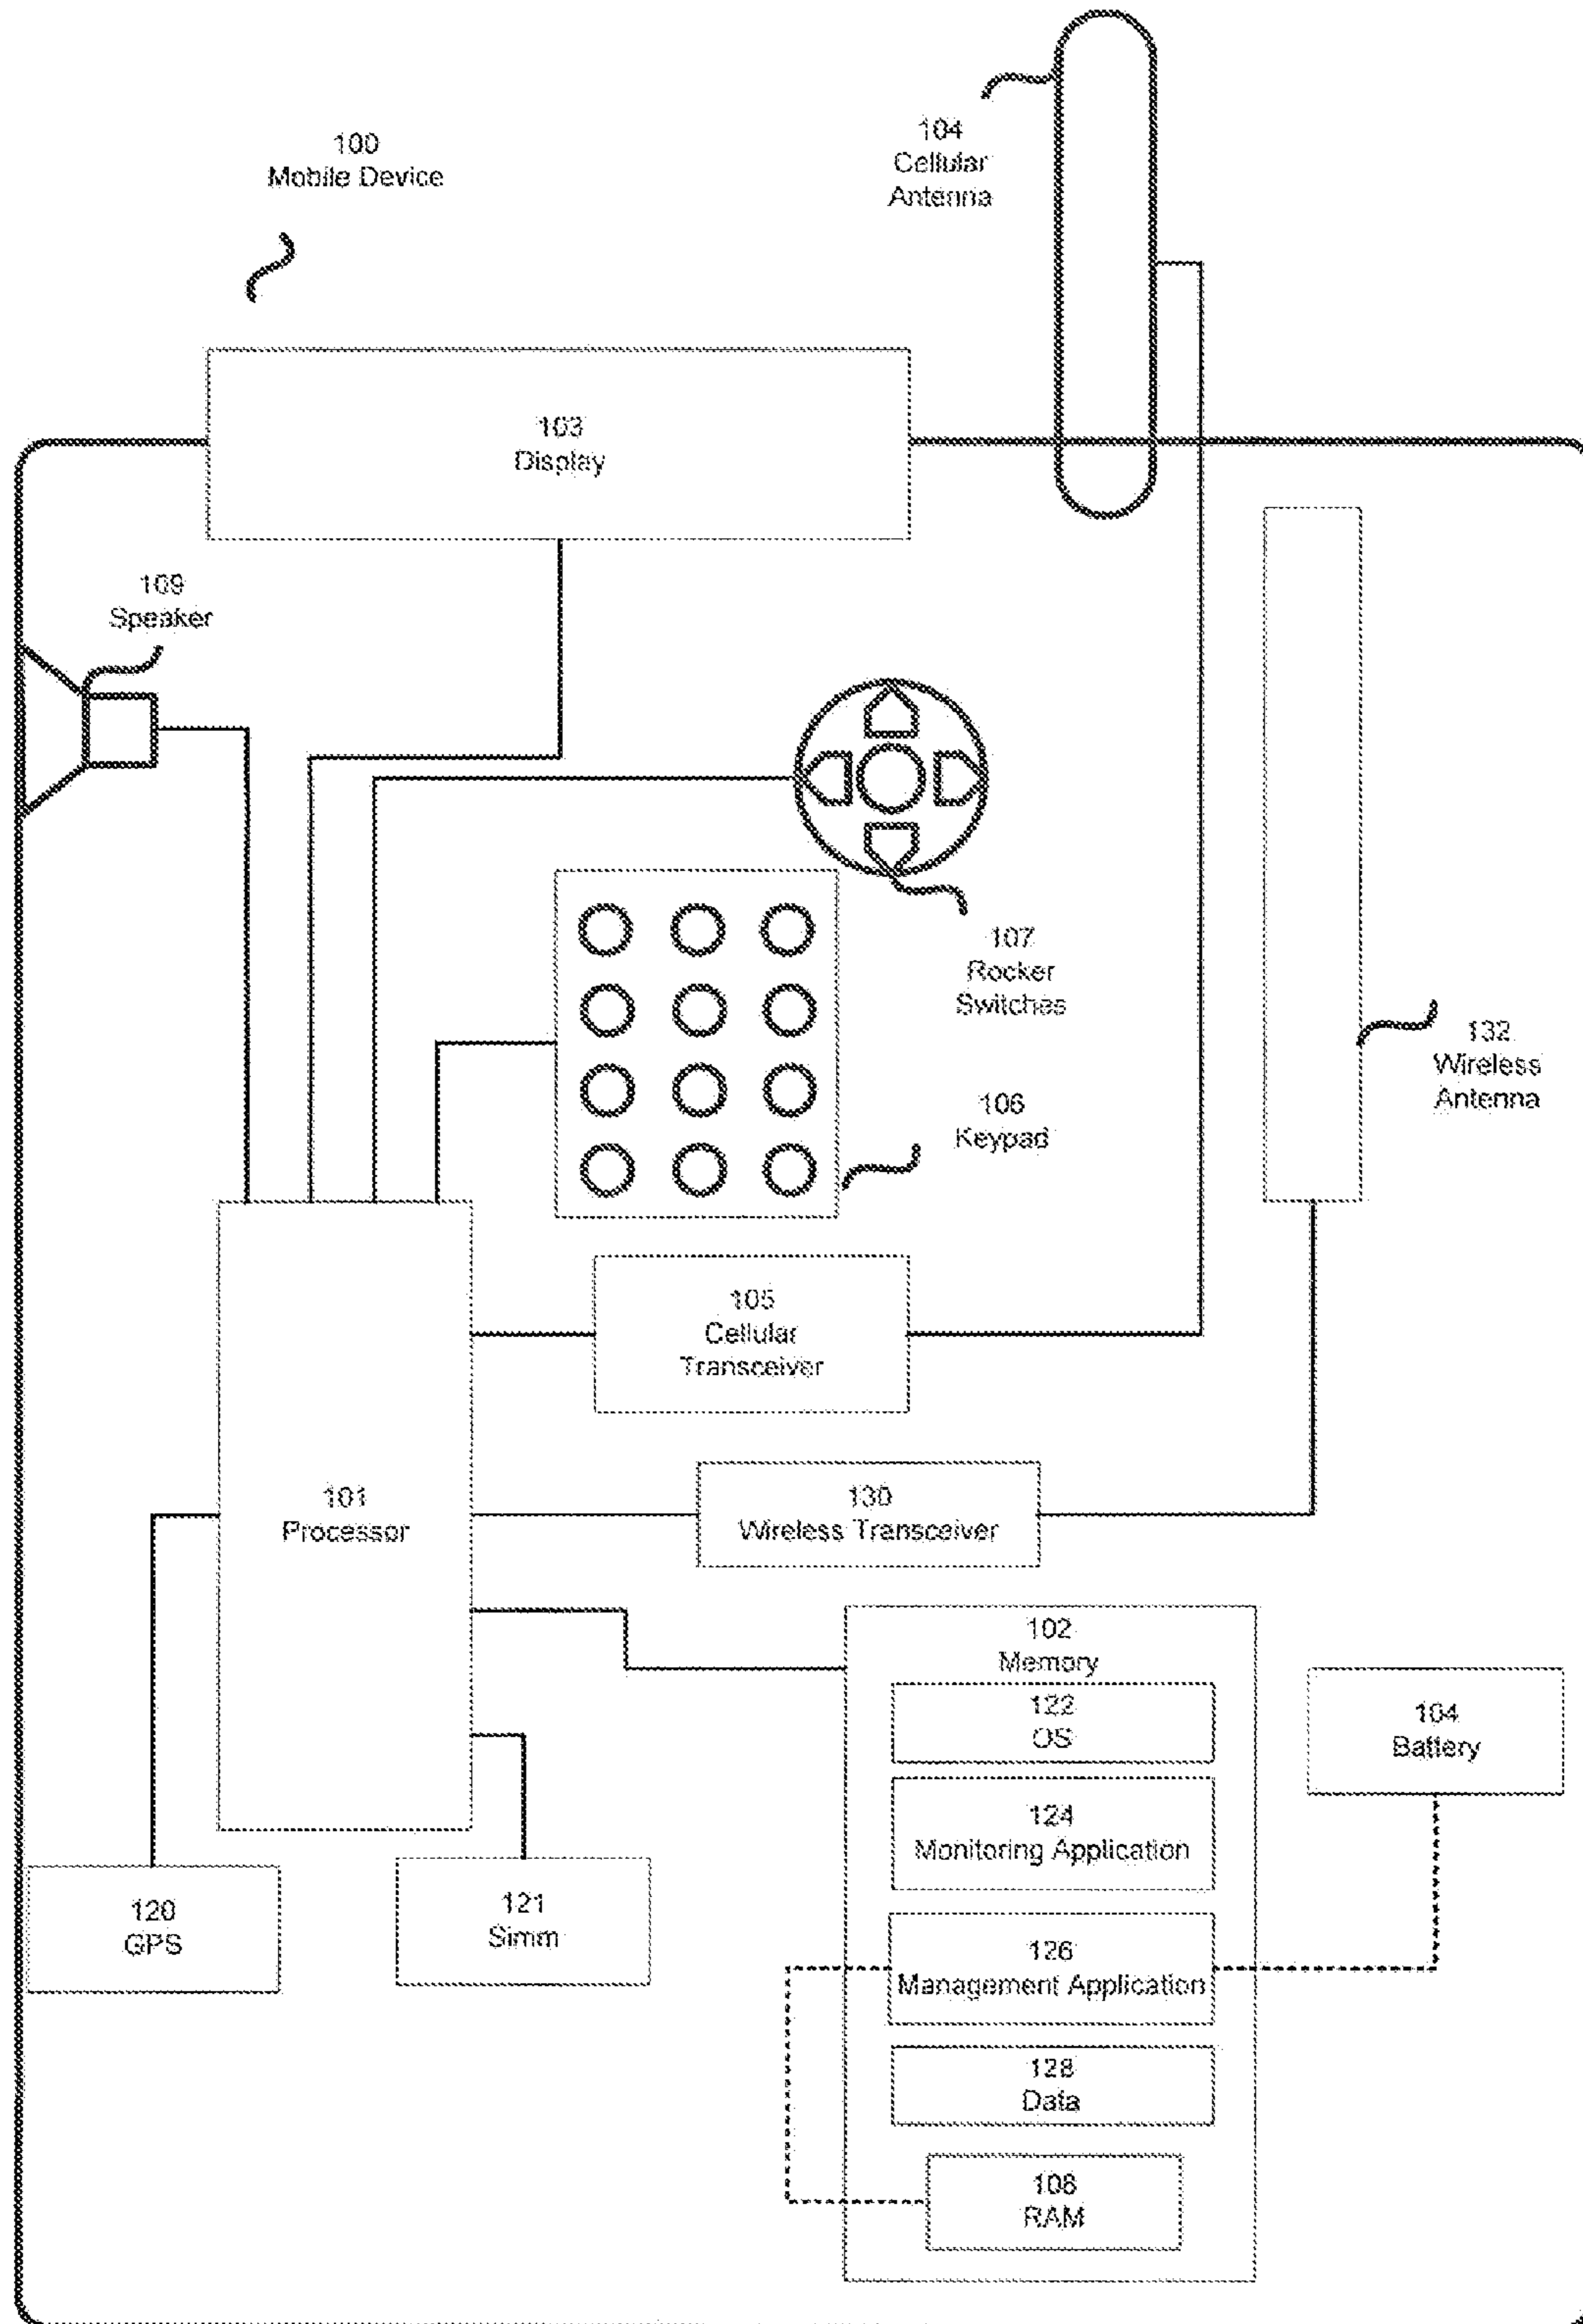 100
Mobile Device
104
Cellular
Antenna
103
Display
109
Speaker
107
Rocker
Switches
132
Wireless
Antenna
106
Keypad
105
Cellular
Transceiver
101
Processor
130
Wireless Transceiver
102
Memory
122
OS
104
Battery
124
Monitoring Application
120
GPS
121
Simm
126
Management Application
128
Data
108
RAM